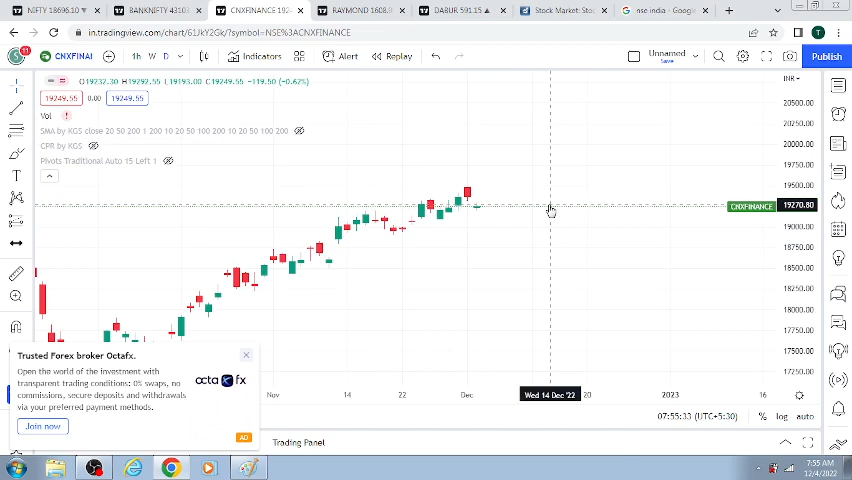 NIFTY 18696.10 ▼
BANKNIFTY 43103
CNXFINANCE 1924
RAYMOND 1608.9
DABUR 591.15 ▲
Stock Market: Sto
nse india - Google
in.tradingview.com/chart/61JkY2Gk/?symbol=NSE%3ACNXFINANCE
T
11
CNXFINAI
1h W D
Indicators
Alert
Replay
Unnamed
Save
Publish
O19232.30 H19292.55 L19193.00 C19249.55 −119.50 (−0.62%)
INR
19249.55 0.00 19249.55
Vol
SMA by KGS close 20 50 200 1 200 10 20 50 100 200 10 20 50 100 200
CPR by KGS
Pivots Traditional Auto 15 Left 1
20500.00
20250.00
20000.00
19750.00
19500.00
CNXFINANCE 19270.80
19000.00
18750.00
18500.00
18250.00
18000.00
17750.00
17500.00
17250.00
Trusted Forex broker Octafx.
Open the world of the investment with
transparent trading conditions: 0$ swaps, no
commissions, secure deposits and withdrawals
via your preferred payment methods.
octa fx
Join now
AD
Nov 14 22 Dec Wed 14 Dec '22 20 2023 16
07:55:33 (UTC+5:30) % log auto
Trading Panel
7:55 AM
12/4/2022